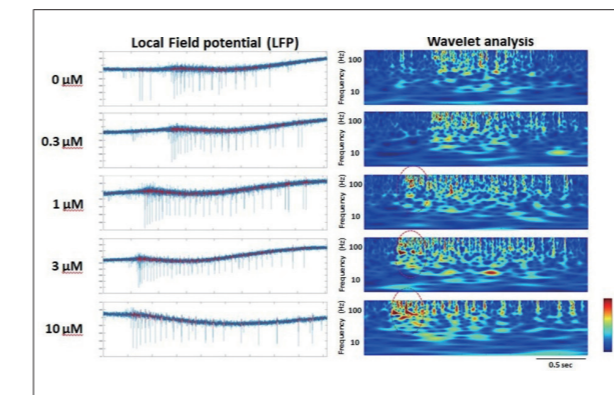 Local Field potential (LFP) Wavelet analysis
0 µM
Frequency (Hz)
100
10
0.3 µM
Frequency (Hz)
100
10
1 µM
Frequency (Hz)
100
10
3 µM
Frequency (Hz)
100
10
10 µM
Frequency (Hz)
100
10
0.5 sec